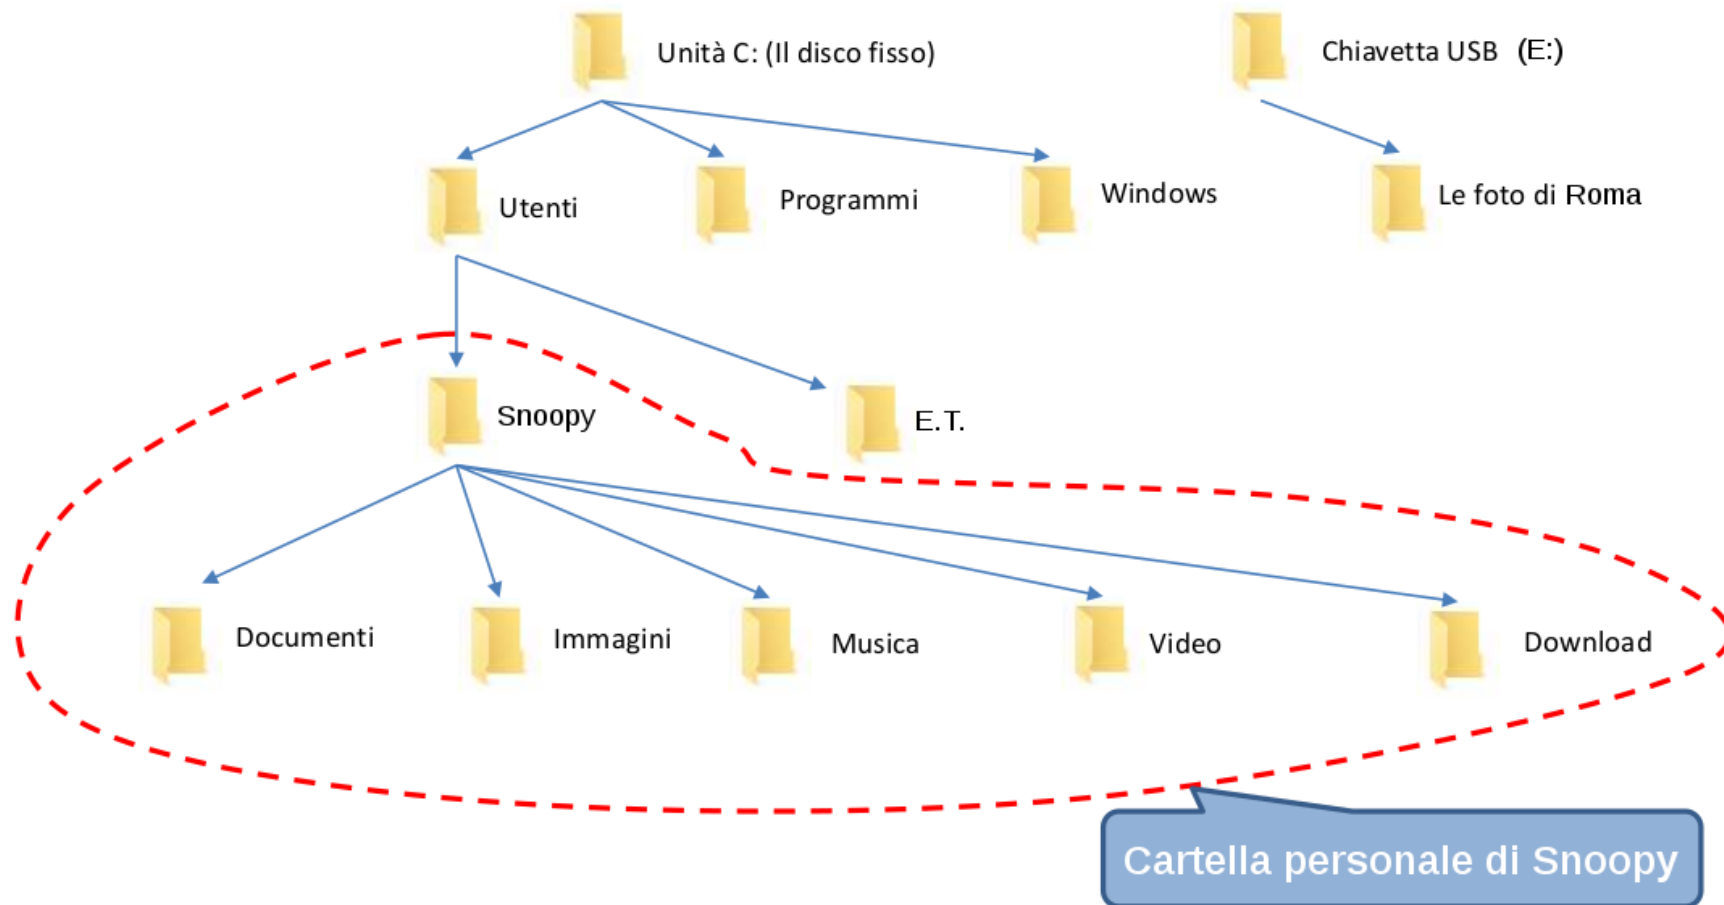 Unità C: (Il disco fisso)
Chiavetta USB (E:)
Utenti
Programmi
Windows
Le foto di Roma
Snoopy
E.T.
Documenti
Immagini
Musica
Video
Download
Cartella personale di Snoopy